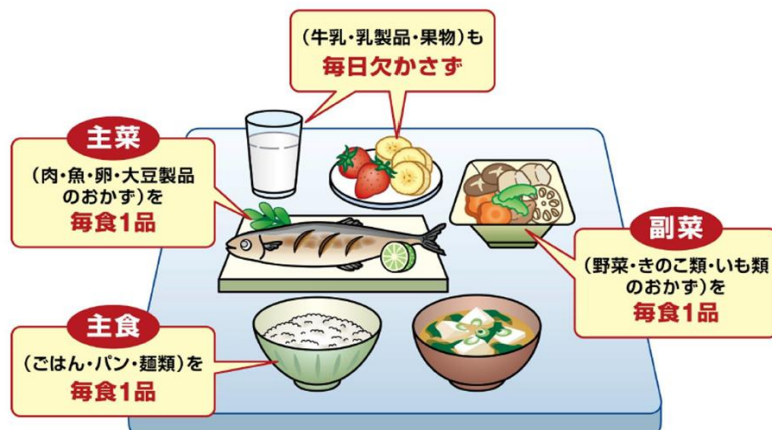 (牛乳・乳製品・果物)も
毎日欠かさず
主菜
(肉・魚・卵・大豆製品
のおかず)を
毎食1品
副菜
(野菜・きのこ類・いも類
のおかず)を
毎食1品
主食
(ごはん・パン・麺類)を
毎食1品